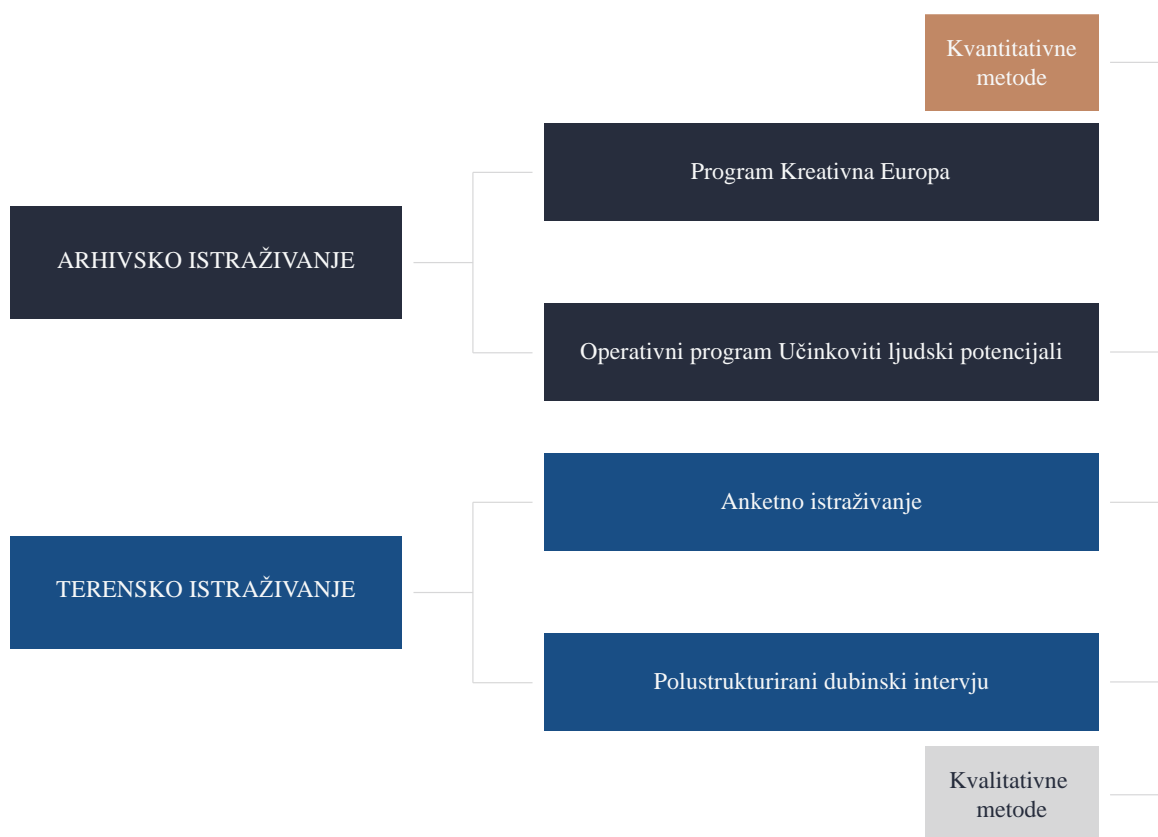 Kvantitativne
metode
Program Kreativna Europa
ARHIVSKO ISTRAŽIVANJE
Operativni program Učinkoviti ljudski potencijali
Anketno istraživanje
TERENSKO ISTRAŽIVANJE
Polustrukturirani dubinski intervju
Kvalitativne
metode